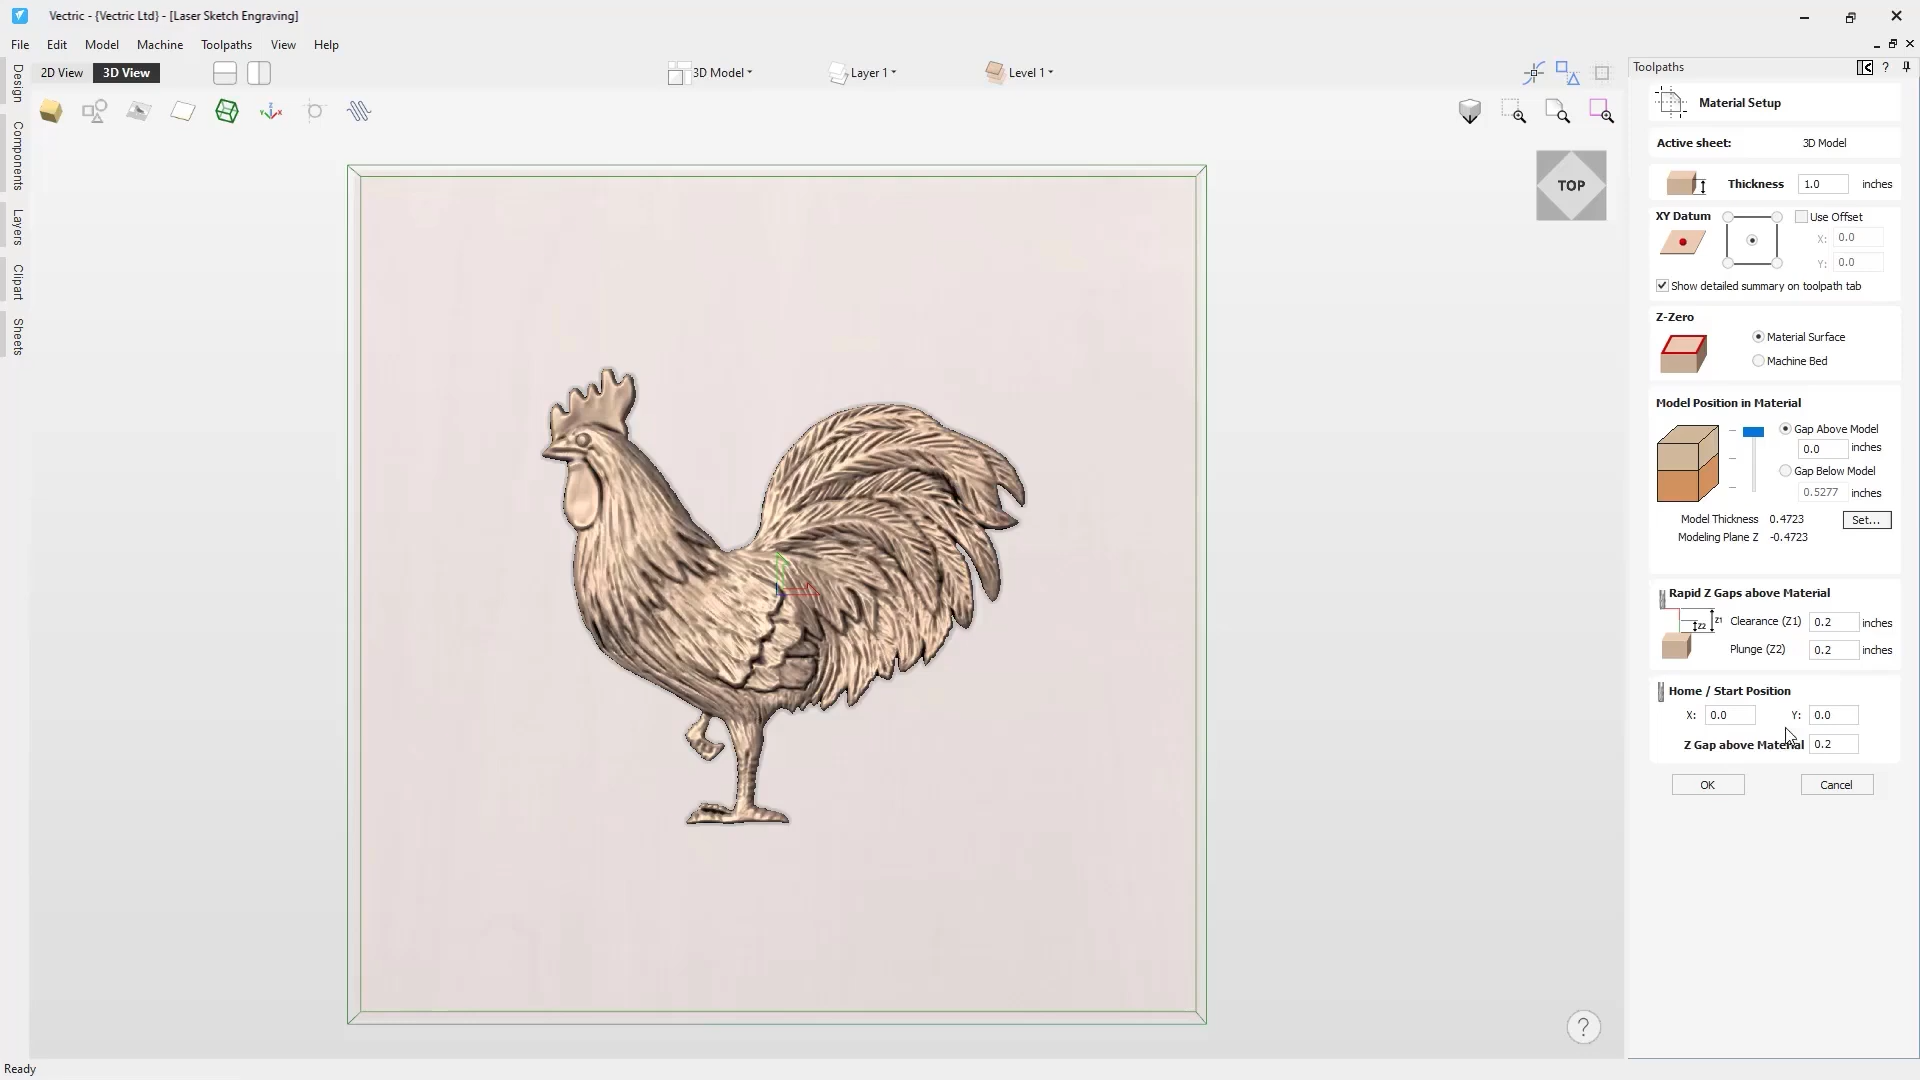 Vectric - {Vectric Ltd} - [Laser Sketch Engraving]
File Edit Model Machine Toolpaths View Help
2D View 3D View 3D Model Layer 1 Level 1
Design
Components
Layers
Clipart
Sheets
TOP
Toolpaths ?
Material Setup
Active sheet: 3D Model
Thickness 1.0 inches
XY Datum Use Offset
X: 0.0
Y: 0.0
Show detailed summary on toolpath tab
Z-Zero
Material Surface
Machine Bed
Model Position in Material
Gap Above Model
0.0 inches
Gap Below Model
0.5277 inches
Model Thickness 0.4723 Set...
Modeling Plane Z -0.4723
Rapid Z Gaps above Material
Z1 Z2
Clearance (Z1) 0.2 inches
Plunge (Z2) 0.2 inches
Home / Start Position
X: 0.0 Y: 0.0
Z Gap above Material 0.2
OK Cancel
?
Ready